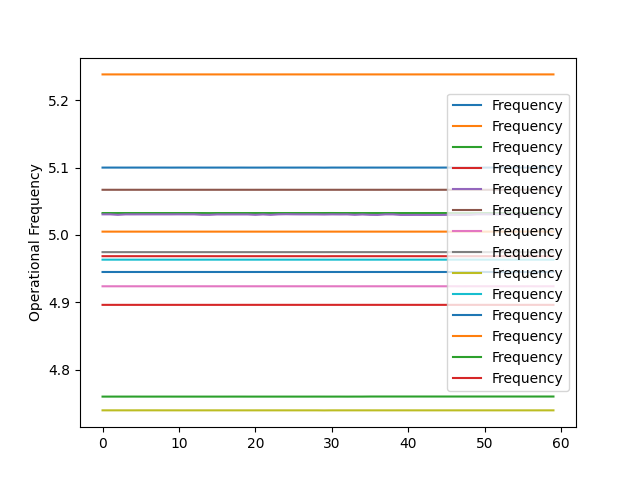 Operational Frequency
5.2
5.1
5.0
4.9
4.8
0
10
20
30
40
50
60
Frequency
Frequency
Frequency
Frequency
Frequency
Frequency
Frequency
Frequency
Frequency
Frequency
Frequency
Frequency
Frequency
Frequency